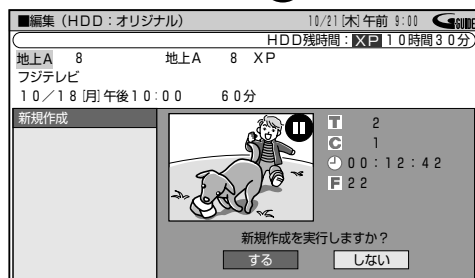 ■編集(HDD:オリジナル) 10/21[木]午前 9:00 GGUIDE
HDD残時間:XP10時間30分
地上A 8 地上A 8 XP
フジテレビ
10/18[月]午後10:00 60分
新規作成
T 2
C 1
00:12:42
F 22
新規作成を実行しますか?
する しない